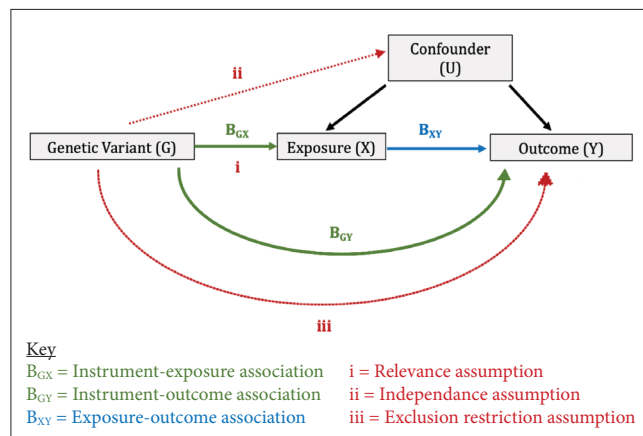 Confounder
(U)
ii
Genetic Variant (G)
B_GX
i
Exposure (X)
B_XY
Outcome (Y)
B_GY
iii
Key
B_GX = Instrument-exposure association
B_GY = Instrument-outcome association
B_XY = Exposure-outcome association
i = Relevance assumption
ii = Independance assumption
iii = Exclusion restriction assumption